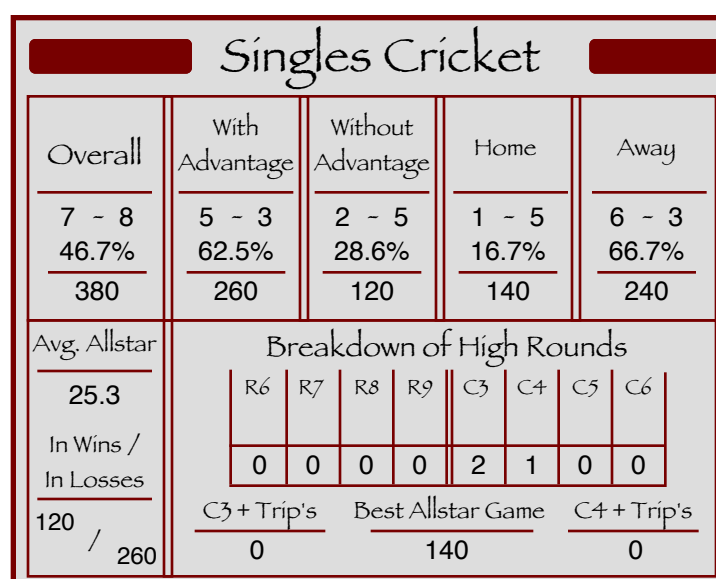 Singles Cricket
Overall
7 ~ 8
46.7%
380
With
Advantage
5 ~ 3
62.5%
260
Without
Advantage
2 ~ 5
28.6%
120
Home
1 ~ 5
16.7%
140
Away
6 ~ 3
66.7%
240
Avg. Allstar
25.3
In Wins /
In Losses
120 / 260
Breakdown of High Rounds
R6 R7 R8 R9 C3 C4 C5 C6
0 0 0 0 2 1 0 0
C3 + Trip's Best Allstar Game C4 + Trip's
0 140 0